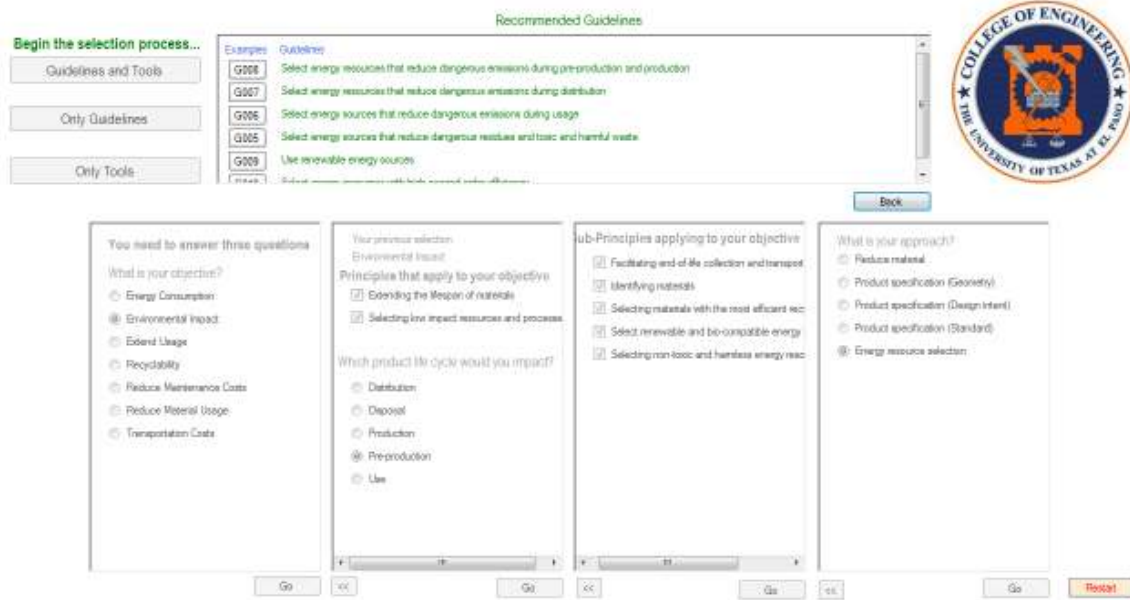 Recommended Guidelines
Begin the selection process...
Guidelines and Tools
Only Guidelines
Only Tools
Examples Guidelines
G008 Select energy resources that reduce dangerous emissions during pre-production and production
G007 Select energy resources that reduce dangerous emissions during distribution
G006 Select energy sources that reduce dangerous emissions during usage
G005 Select energy sources that reduce dangerous residues and toxic and harmful waste
G009 Use renewable energy sources
COLLEGE OF ENGINEERING
THE UNIVERSITY OF TEXAS AT EL PASO
Back
You need to answer three questions
What is your objective?
Energy Consumption
Environmental Impact
Extend Usage
Recyclability
Reduce Maintenance Costs
Reduce Material Usage
Transportation Costs
Go
Your previous selection
Environmental Impact
Principles that apply to your objective
Extending the lifespan of materials
Selecting low impact resources and processes
Which product life cycle would you impact?
Distribution
Disposal
Production
Pre-production
Use
<<
Go
ub-Principles applying to your objective
Facilitating end-of-life collection and transport
Identifying materials
Selecting materials with the most efficient rec
Select renewable and bio-compatible energy
Selecting non-toxic and harmless energy
<<
Go
What is your approach?
Reduce material
Product specification (Geometry)
Product specification (Design Intent)
Product specification (Standard)
Energy resource selection
<<
Go
Restart